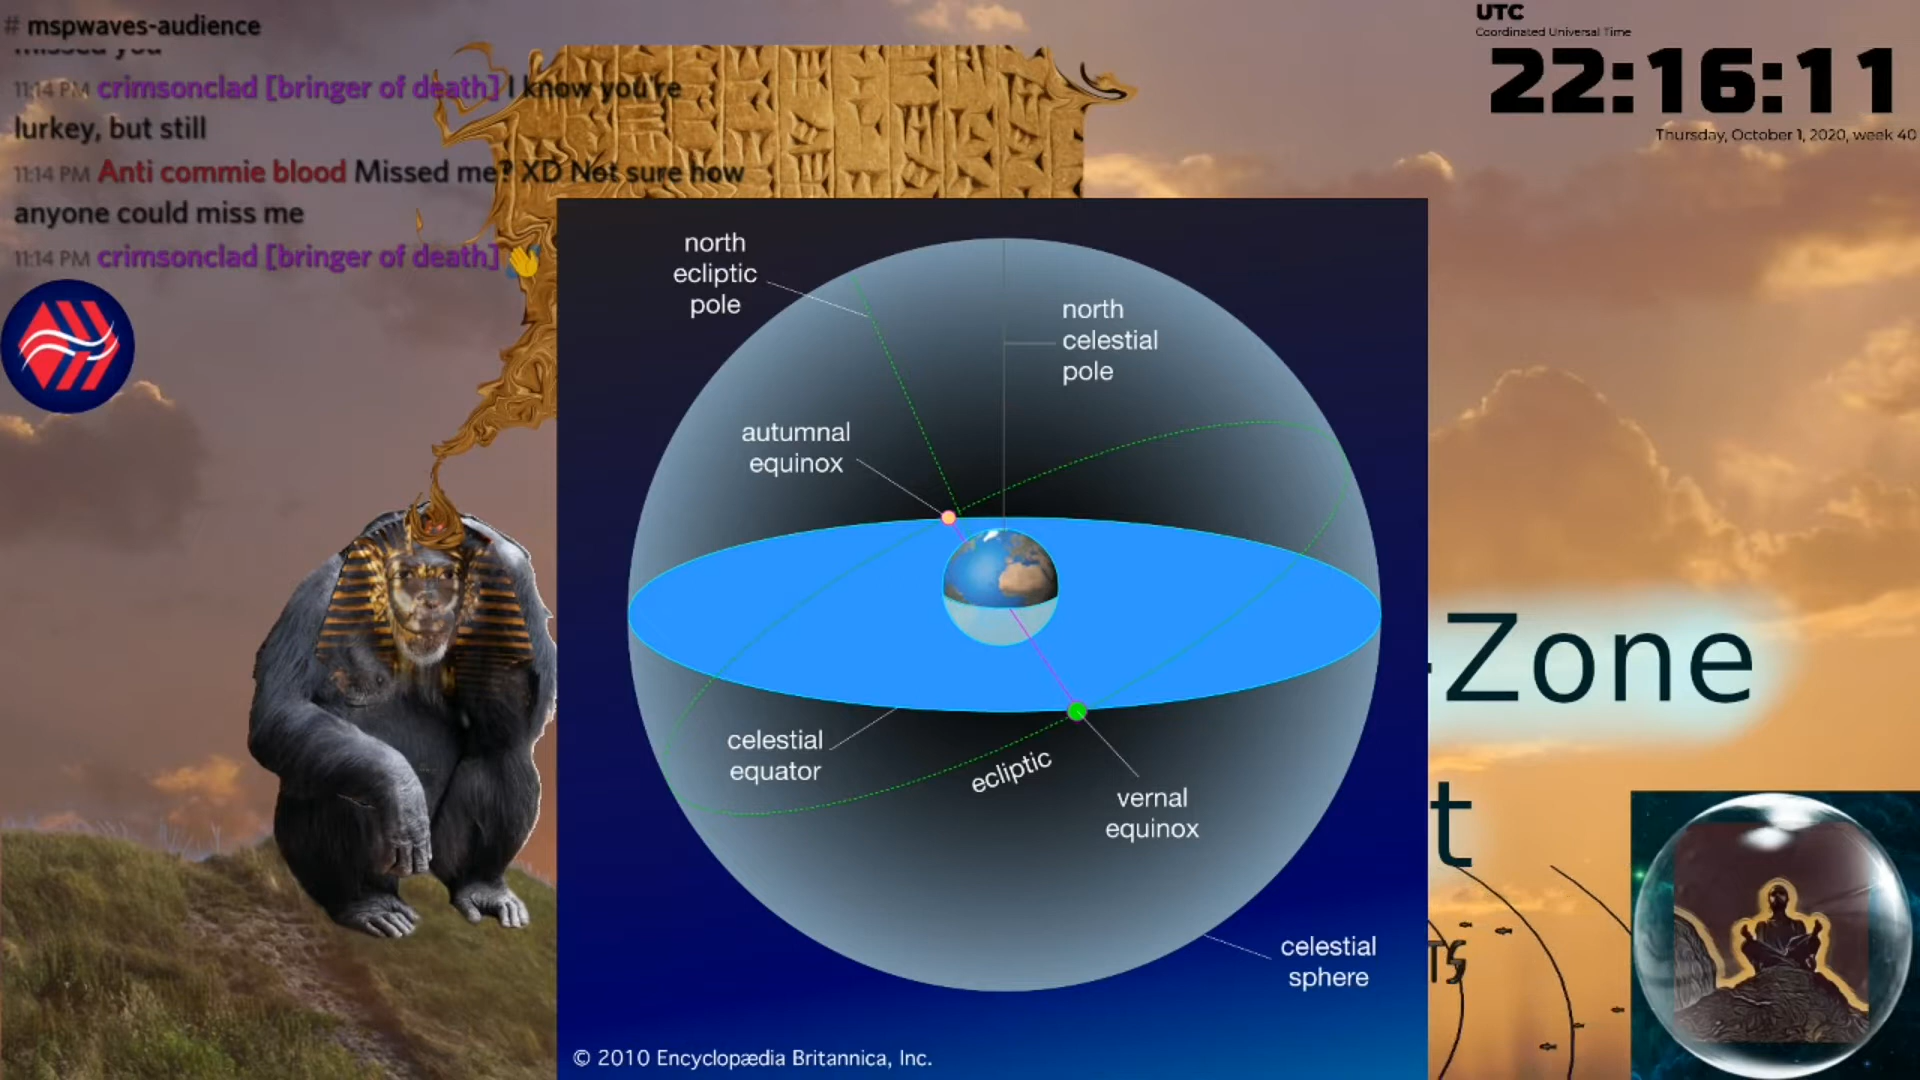 # mspwaves-audience
missed you
11:14 PM crimsonclad [bringer of death] I know you're
lurkey, but still
11:14 PM Anti commie blood Missed me? XD Not sure how
anyone could miss me
11:14 PM crimsonclad [bringer of death] 👋
UTC
Coordinated Universal Time
22:16:11
Thursday, October 1, 2020, week 40
north
ecliptic
pole
north
celestial
pole
autumnal
equinox
celestial
equator
ecliptic
vernal
equinox
celestial
sphere
© 2010 Encyclopædia Britannica, Inc.
-Zone
t